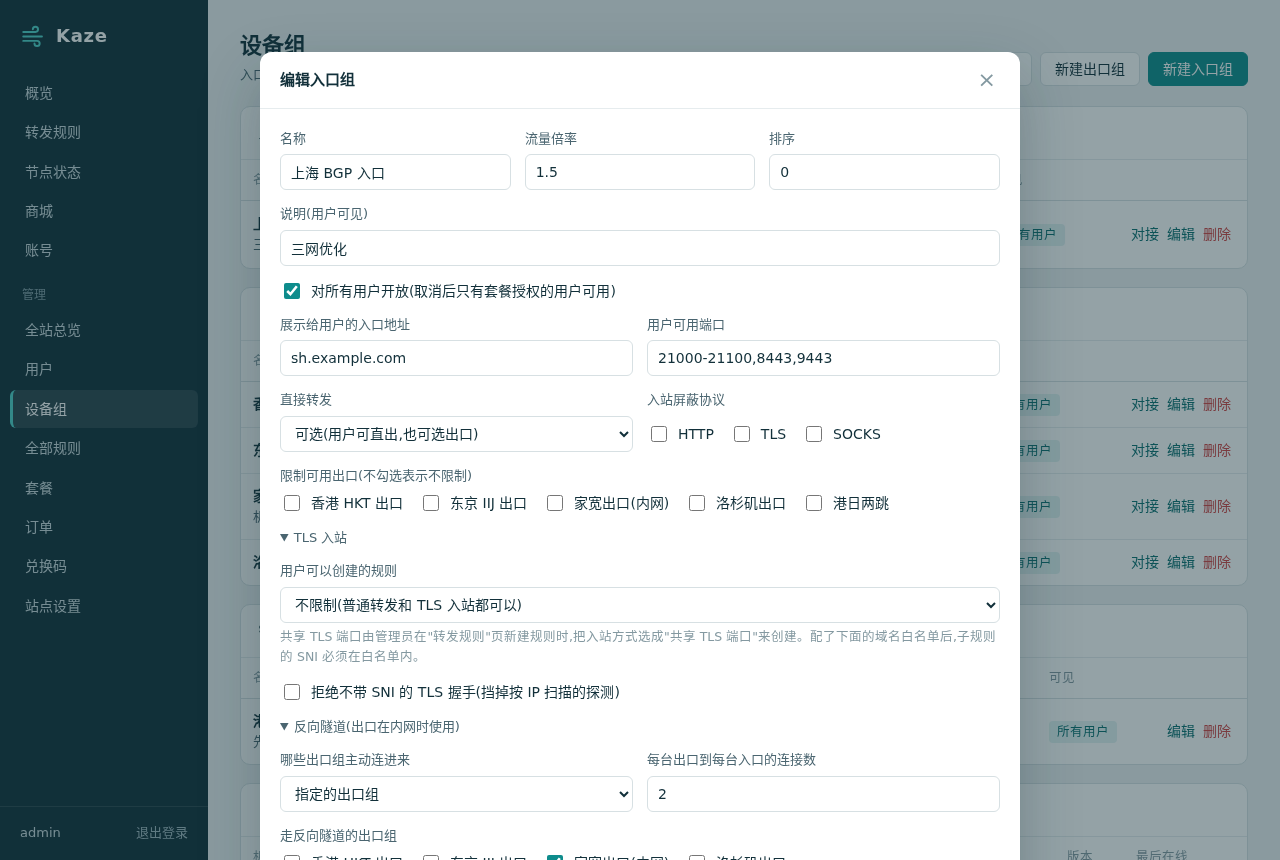 Kaze
概览
转发规则
节点状态
商城
账号
管理
全站总览
用户
设备组
全部规则
套餐
订单
兑换码
站点设置
admin 退出登录
设备组
新建出口组 新建入口组
编辑入口组
名称 流量倍率 排序
上海 BGP 入口 1.5 0
说明(用户可见)
三网优化
对所有用户开放(取消后只有套餐授权的用户可用)
展示给用户的入口地址 用户可用端口
sh.example.com 21000-21100,8443,9443
直接转发 入站屏蔽协议
可选(用户可直出,也可选出口) HTTP TLS SOCKS
限制可用出口(不勾选表示不限制)
香港 HKT 出口 东京 IIJ 出口 家宽出口(内网) 洛杉矶出口 港日两跳
TLS 入站
用户可以创建的规则
不限制(普通转发和 TLS 入站都可以)
共享 TLS 端口由管理员在"转发规则"页新建规则时,把入站方式选成"共享 TLS 端口"来创建。配了下面的域名白名单后,子规则
的 SNI 必须在白名单内。
拒绝不带 SNI 的 TLS 握手(挡掉按 IP 扫描的探测)
反向隧道(出口在内网时使用)
哪些出口组主动连进来 每台出口到每台入口的连接数
指定的出口组 2
走反向隧道的出口组
香港 HKT 出口 东京 IIJ 出口 家宽出口(内网) 洛杉矶出口
有用户 对接 编辑 删除
有用户 对接 编辑 删除
有用户 对接 编辑 删除
有用户 对接 编辑 删除
有用户 对接 编辑 删除
可见
所有用户 编辑 删除
版本 最后在线